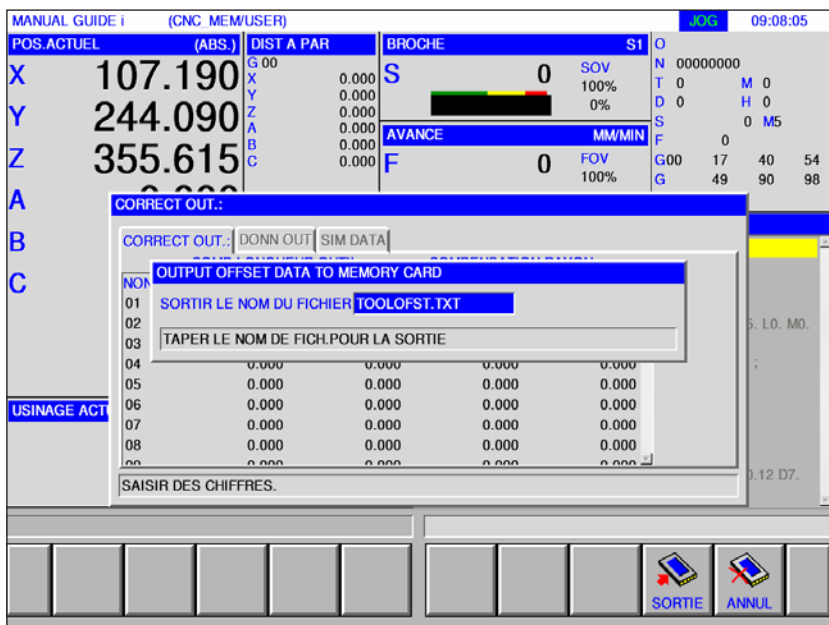 MANUAL GUIDE i (CNC_MEM/USER) JOG 09:08:05
POS.ACTUEL (ABS.) DIST A PAR BROCHE S1 O
X 107.190 G 00
X 0.000 S 0 SOV 100% 0%
N 00000000
T 0 M 0
Y 244.090 Y 0.000
Z 0.000
D 0 H 0
S 0 M5
A 0.000 AVANCE MM/MIN F 0
Z 355.615 B 0.000
C 0.000 F 0 FOV 100%
G00 17 40 54
G 49 90 98
A
CORRECT OUT.:
B
CORRECT OUT.: DONN OUT SIM DATA
C
OUTPUT OFFSET DATA TO MEMORY CARD
SORTIR LE NOM DU FICHIER TOOLOFST.TXT
TAPER LE NOM DE FICH.POUR LA SORTIE
01
02
03
L0. M0.
04 0.000 0.000 0.000 0.000 ;
05 0.000 0.000 0.000 0.000
USINAGE ACT
06 0.000 0.000 0.000 0.000
07 0.000 0.000 0.000 0.000
08 0.000 0.000 0.000 0.000
0.12 D7.
SAISIR DES CHIFFRES.
SORTIE ANNUL